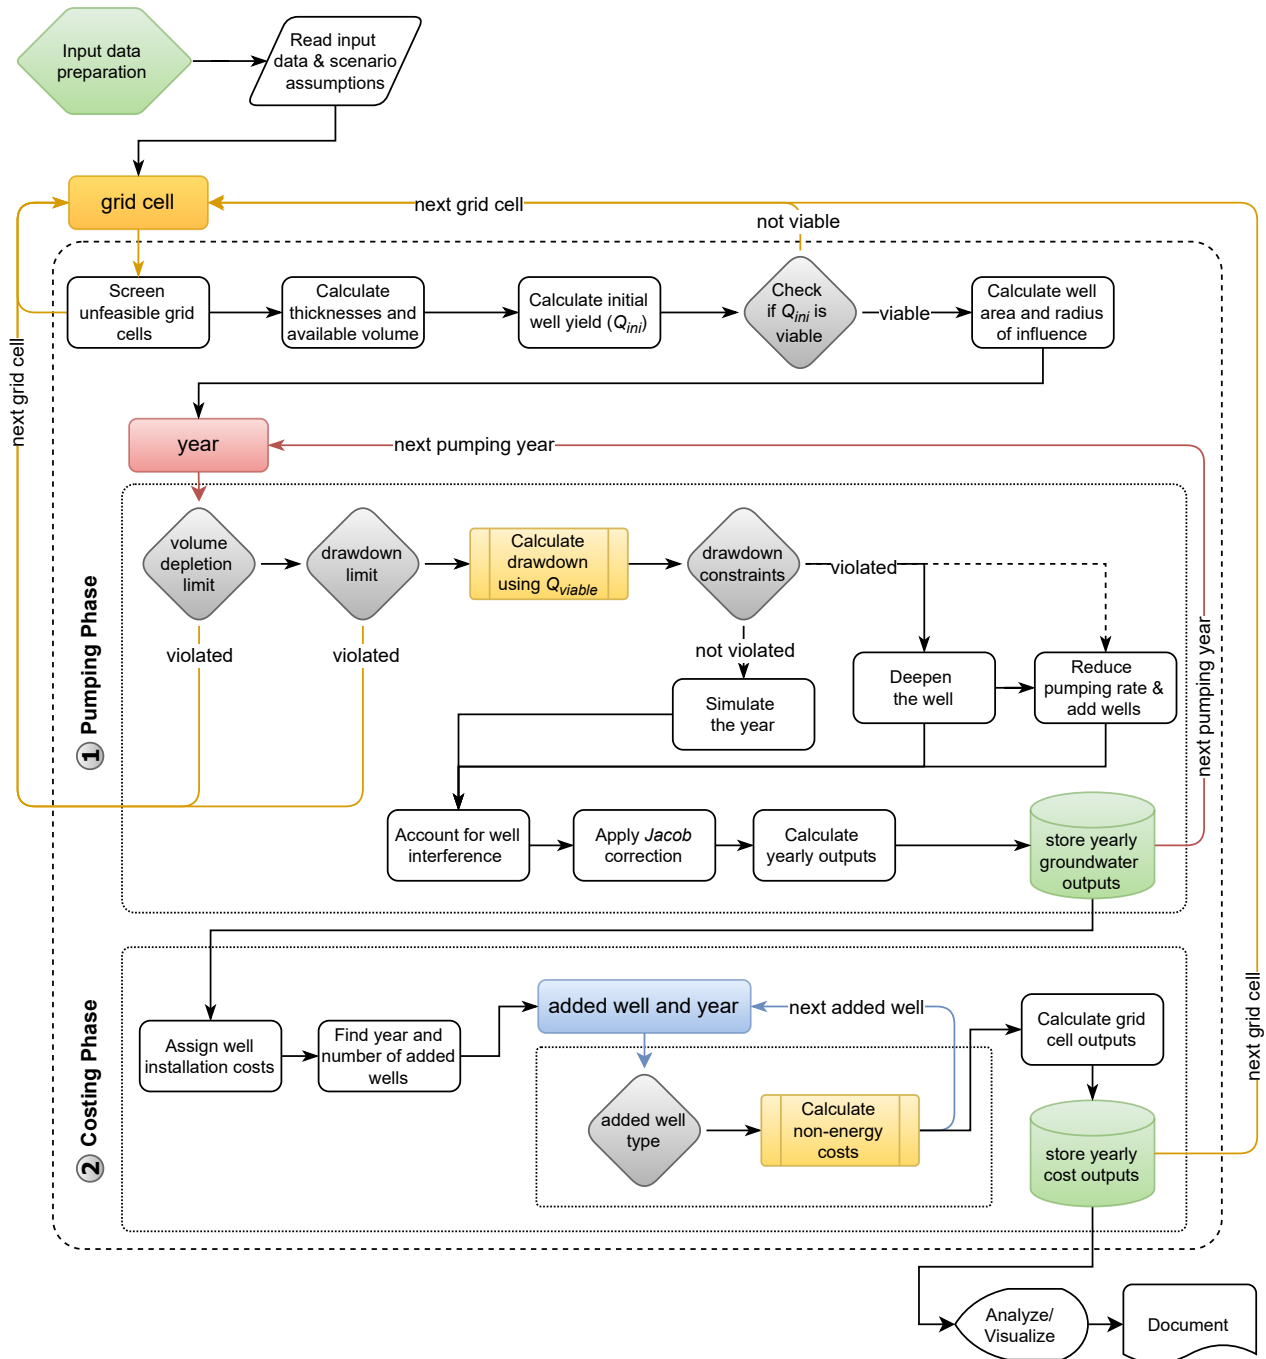 Input data
preparation
Read input
data & scenario
assumptions
grid cell
next grid cell
not viable
Screen
unfeasible grid
cells
Calculate
thicknesses and
available volume
Calculate initial
well yield (Qini)
Check
if Qini is
viable
viable
Calculate well
area and radius
of influence
next grid cell
year
next pumping year
1 Pumping Phase
volume
depletion
limit
drawdown
limit
Calculate
drawdown
using Qviable
drawdown
constraints
violated
violated
violated
not violated
Simulate
the year
Deepen
the well
Reduce
pumping rate &
add wells
next pumping year
Account for well
interference
Apply Jacob
correction
Calculate
yearly outputs
store yearly
groundwater
outputs
2 Costing Phase
Assign well
installation costs
Find year and
number of added
wells
added well and year
next added well
added well
type
Calculate
non-energy
costs
Calculate grid
cell outputs
store yearly
cost outputs
next grid cell
Analyze/
Visualize
Document